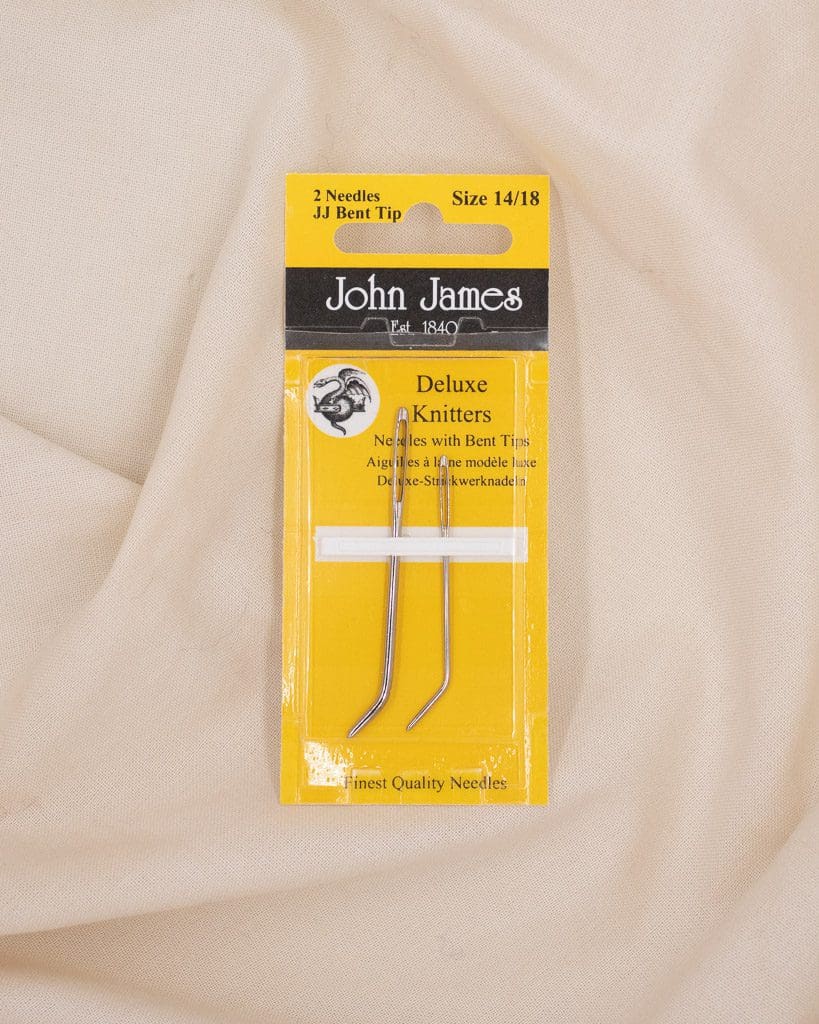 2 Needles
JJ Bent Tip
Size 14/18
John James
Est 1840
Deluxe
Knitters
Needles with Bent Tips
Aiguilles à laine modèle luxe
Deluxe-Strickwerknadeln
Finest Quality Needles